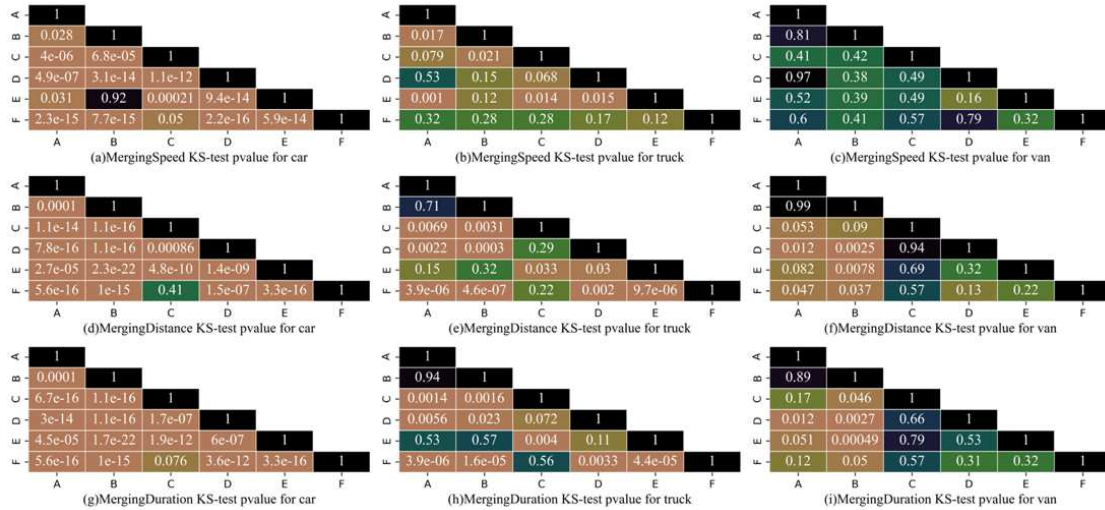 A 1
B 0.028 1
C 4e-06 6.8e-05 1
D 4.9e-07 3.1e-14 1.1e-12 1
E 0.031 0.92 0.00021 9.4e-14 1
F 2.3e-15 7.7e-15 0.05 2.2e-16 5.9e-14 1
A B C D E F
(a)MergingSpeed KS-test pvalue for car
A 1
B 0.017 1
C 0.079 0.021 1
D 0.53 0.15 0.068 1
E 0.001 0.12 0.014 0.015 1
F 0.32 0.28 0.28 0.17 0.12 1
A B C D E F
(b)MergingSpeed KS-test pvalue for truck
A 1
B 0.81 1
C 0.41 0.42 1
D 0.97 0.38 0.49 1
E 0.52 0.39 0.49 0.16 1
F 0.6 0.41 0.57 0.79 0.32 1
A B C D E F
(c)MergingSpeed KS-test pvalue for van
A 1
B 0.0001 1
C 1.1e-14 1.1e-16 1
D 7.8e-16 1.1e-16 0.00086 1
E 2.7e-05 2.3e-22 4.8e-10 1.4e-09 1
F 5.6e-16 1e-15 0.41 1.5e-07 3.3e-16 1
A B C D E F
(d)MergingDistance KS-test pvalue for car
A 1
B 0.71 1
C 0.0069 0.0031 1
D 0.0022 0.0003 0.29 1
E 0.15 0.32 0.033 0.03 1
F 3.9e-06 4.6e-07 0.22 0.002 9.7e-06 1
A B C D E F
(e)MergingDistance KS-test pvalue for truck
A 1
B 0.99 1
C 0.053 0.09 1
D 0.012 0.0025 0.94 1
E 0.082 0.0078 0.69 0.32 1
F 0.047 0.037 0.57 0.13 0.22 1
A B C D E F
(f)MergingDistance KS-test pvalue for van
A 1
B 0.0001 1
C 6.7e-16 1.1e-16 1
D 3e-14 1.1e-16 1.7e-07 1
E 4.5e-05 1.7e-22 1.9e-12 6e-07 1
F 5.6e-16 1e-15 0.076 3.6e-12 3.3e-16 1
A B C D E F
(g)MergingDuration KS-test pvalue for car
A 1
B 0.94 1
C 0.0014 0.0016 1
D 0.0056 0.023 0.072 1
E 0.53 0.57 0.004 0.11 1
F 3.9e-06 1.6e-05 0.56 0.0033 4.4e-05 1
A B C D E F
(h)MergingDuration KS-test pvalue for truck
A 1
B 0.89 1
C 0.17 0.046 1
D 0.012 0.0027 0.66 1
E 0.051 0.00049 0.79 0.53 1
F 0.12 0.05 0.57 0.31 0.32 1
A B C D E F
(i)MergingDuration KS-test pvalue for van